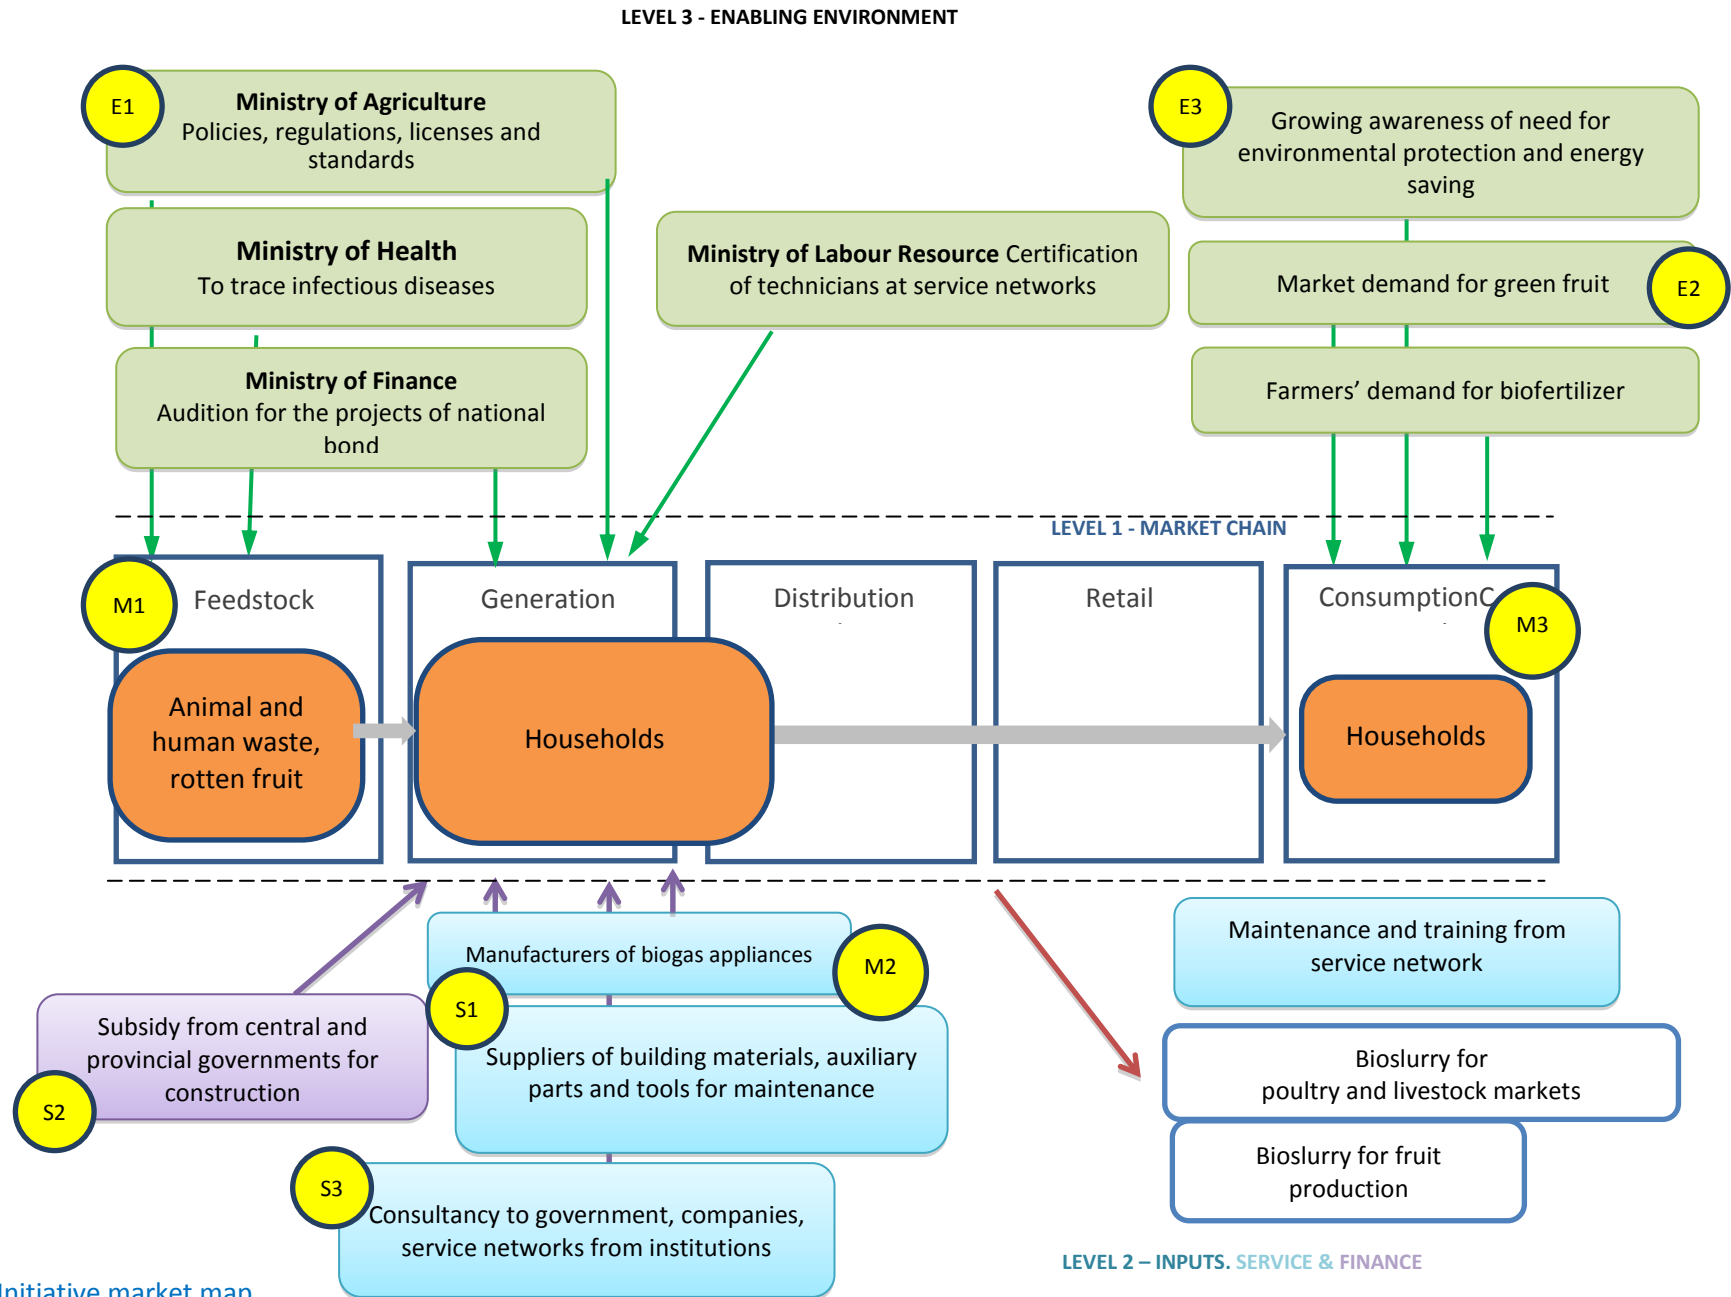 LEVEL 3 - ENABLING ENVIRONMENT
E1
Ministry of Agriculture
Policies, regulations, licenses and
standards
E3
Growing awareness of need for
environmental protection and energy
saving
Ministry of Health
To trace infectious diseases
Ministry of Labour Resource Certification
of technicians at service networks
Market demand for green fruit
E2
Ministry of Finance
Audition for the projects of national
bond
Farmers' demand for biofertilizer
LEVEL 1 - MARKET CHAIN
M1
Feedstock
Generation
Distribution
Retail
ConsumptionC
M3
Animal and
human waste,
rotten fruit
Households
Households
Manufacturers of biogas appliances
M2
Maintenance and training from
service network
S1
Subsidy from central and
provincial governments for
construction
S2
Suppliers of building materials, auxiliary
parts and tools for maintenance
Bioslurry for
poultry and livestock markets
Bioslurry for fruit
production
S3
Consultancy to government, companies,
service networks from institutions
LEVEL 2 – INPUTS. SERVICE & FINANCE
Initiative market map